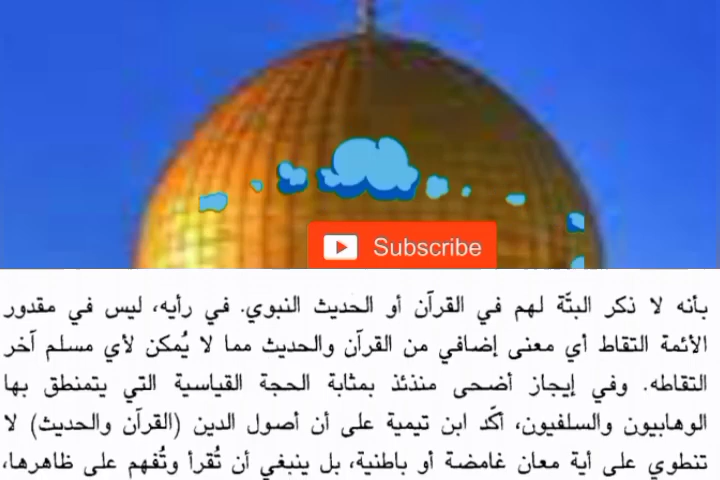 Subscribe
بأنه لا ذكر البتّة لهم في القرآن أو الحديث النبوي. في رأيه، ليس في مقدور
الأئمة التقاط أي معنى إضافي من القرآن والحديث مما لا يُمكن لأي مسلم آخر
التقاطه. وفي إيجاز أضحى منذئذ بمثابة الحجة القياسية التي يتمنطق بها
الوهابيون والسلفيون، أكّد ابن تيمية على أن أصول الدين (القرآن والحديث) لا
تنطوي على أية معان غامضة أو باطنية، بل ينبغي أن تُقرأ وتُفهم على ظاهرها،